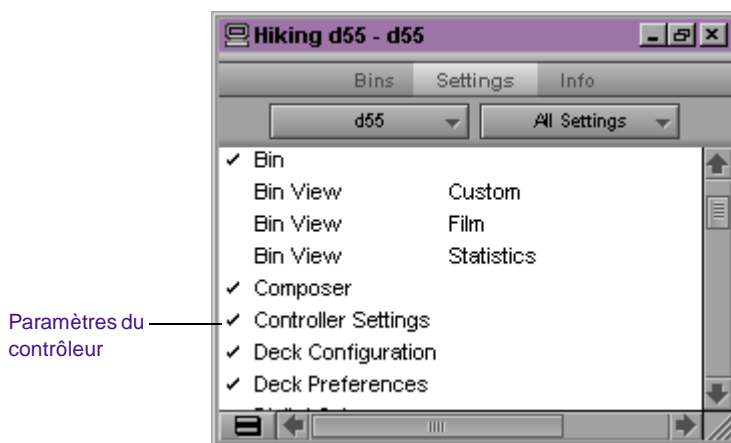 Hiking d55 - d55
Bins Settings Info
d55 All Settings
✓ Bin
Bin View Custom
Bin View Film
Bin View Statistics
✓ Composer
✓ Controller Settings
✓ Deck Configuration
✓ Deck Preferences
Paramètres du
contrôleur